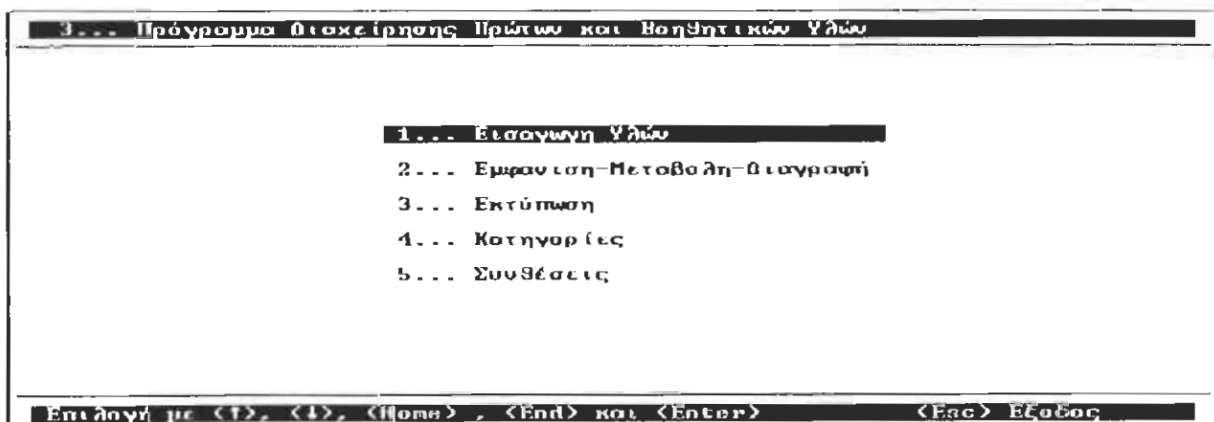 3... Πρόγραμμα Διαχείρησης Πρώτων και Βοηθητικών Υλών
1... Εισαγωγη Υλών
2... Εμφανιση-Μεταβολη-Διαγραφή
3... Εκτύπωση
4... Κατηγορίες
5... Συνθέσεις
Επιλογή με <↑>, <↓>, <Home> , <End> και <Enter> <Esc> Εξοδος